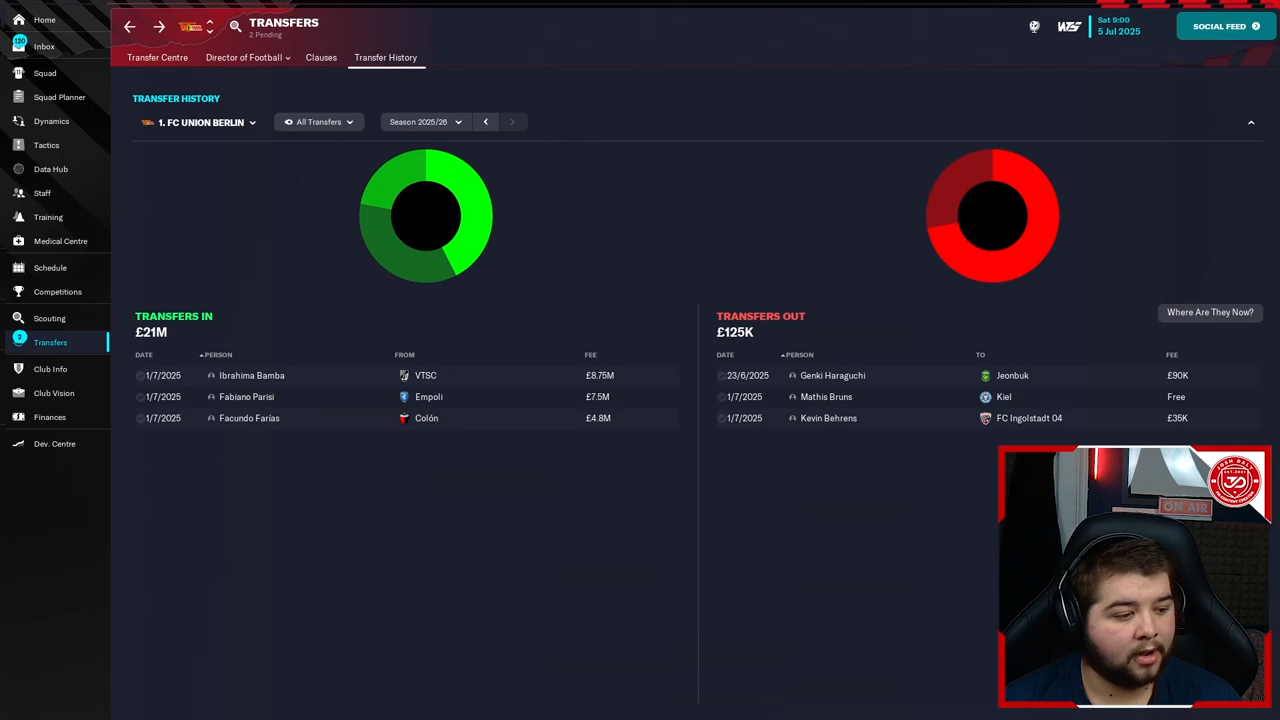 Home
120
Inbox
Squad
Squad Planner
Dynamics
Tactics
Data Hub
Staff
Training
Medical Centre
Schedule
Competitions
Scouting
2
Transfers
Club Info
Club Vision
Finances
Dev. Centre
TRANSFERS
2 Pending
Sat 9:00
5 Jul 2025
SOCIAL FEED
Transfer Centre
Director of Football
Clauses
Transfer History
TRANSFER HISTORY
1. FC UNION BERLIN
All Transfers
Season 2025/26
TRANSFERS IN
£21M
DATE PERSON FROM FEE
1/7/2025 Ibrahima Bamba VTSC £8.75M
1/7/2025 Fabiano Parisi Empoli £7.5M
1/7/2025 Facundo Farías Colón £4.8M
TRANSFERS OUT
£125K
Where Are They Now?
DATE PERSON TO FEE
23/6/2025 Genki Haraguchi Jeonbuk £90K
1/7/2025 Mathis Bruns Kiel Free
1/7/2025 Kevin Behrens FC Ingolstadt 04 £35K
JOSH DALY
JD
ON AIR